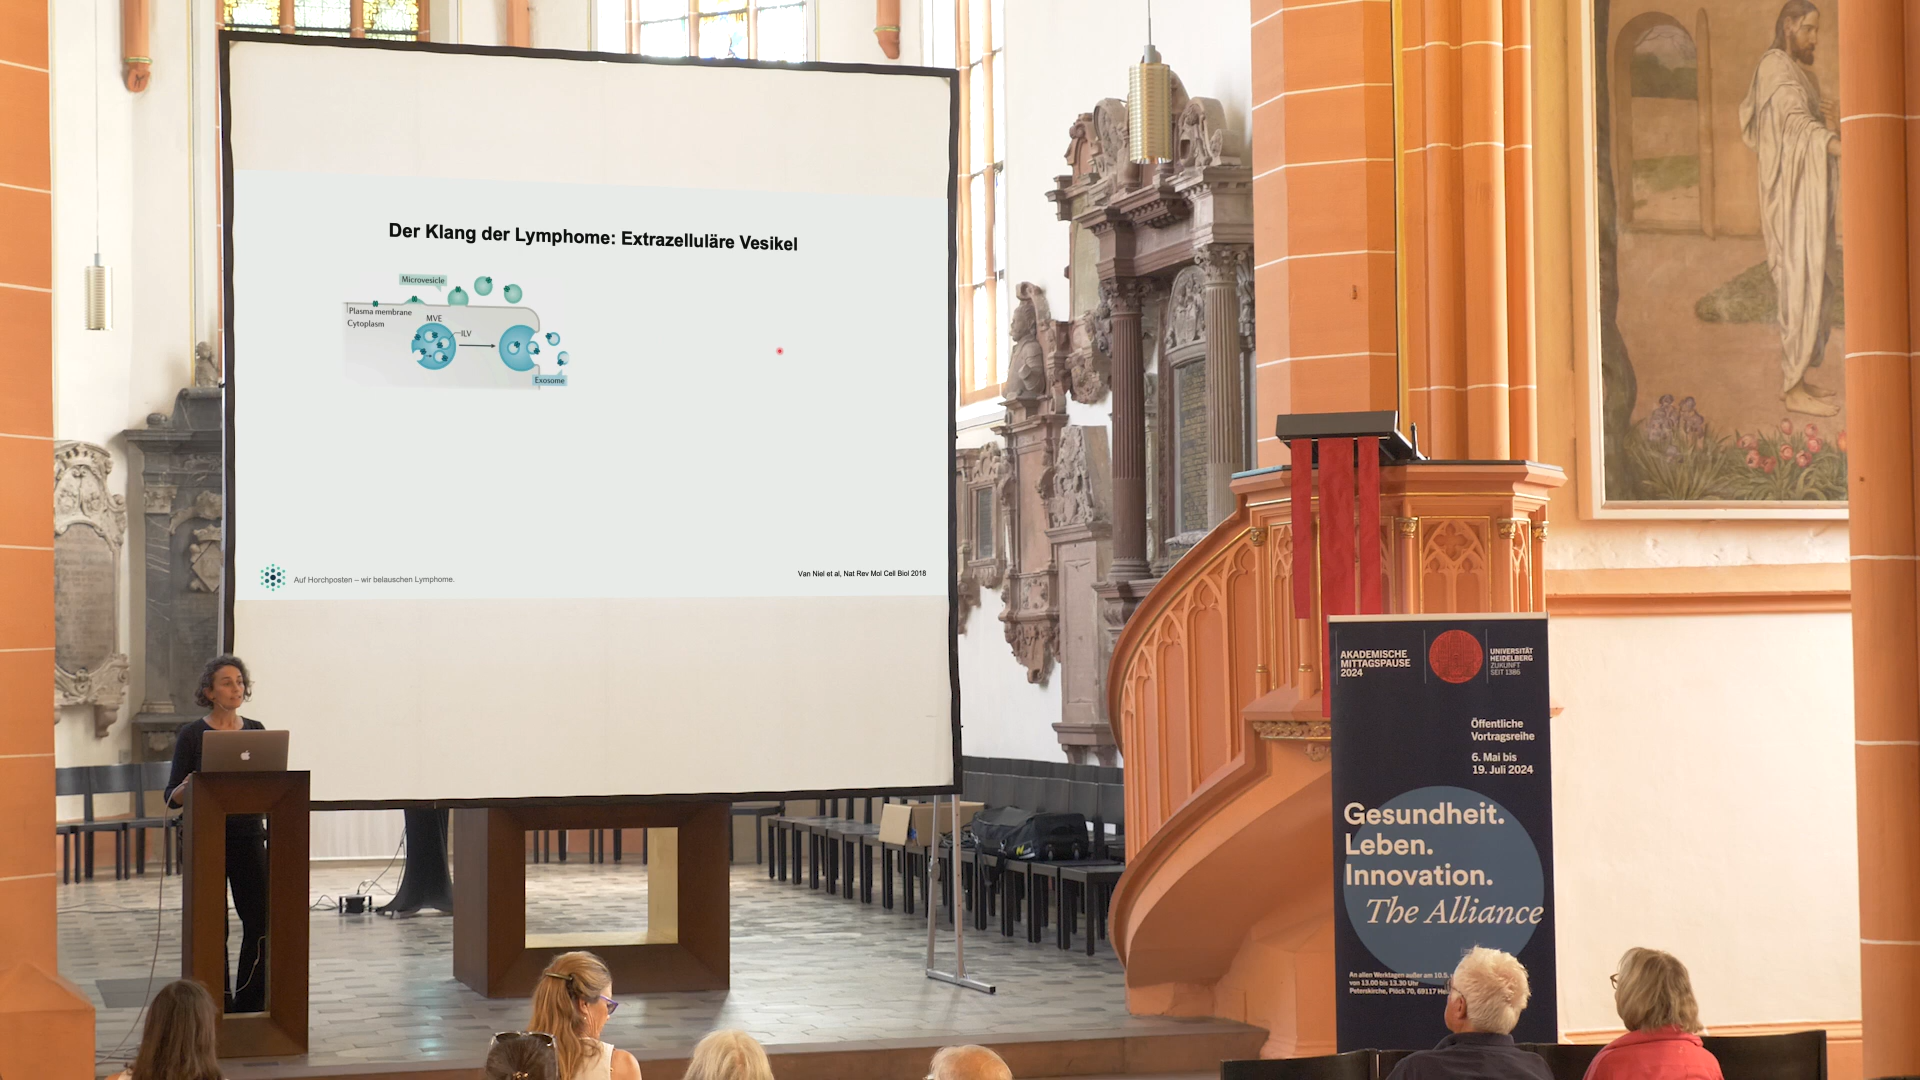 Der Klang der Lymphome: Extrazelluläre Vesikel
Microvesicle
Plasma membrane
Cytoplasm
MVE
ILV
Exosome
Auf Horchposten – wir belauschen Lymphome.
Van Niel et al, Nat Rev Mol Cell Biol 2018
AKADEMISCHE
MITTAGSPAUSE
2024
UNIVERSITÄT
HEIDELBERG
ZUKUNFT
SEIT 1386
Öffentliche
Vortragsreihe
6. Mai bis
19. Juli 2024
Gesundheit.
Leben.
Innovation.
The Alliance
An allen Werktagen außer am 10.5.
von 13.00 bis 13.30 Uhr
Peterskirche, Plöck 70, 69117